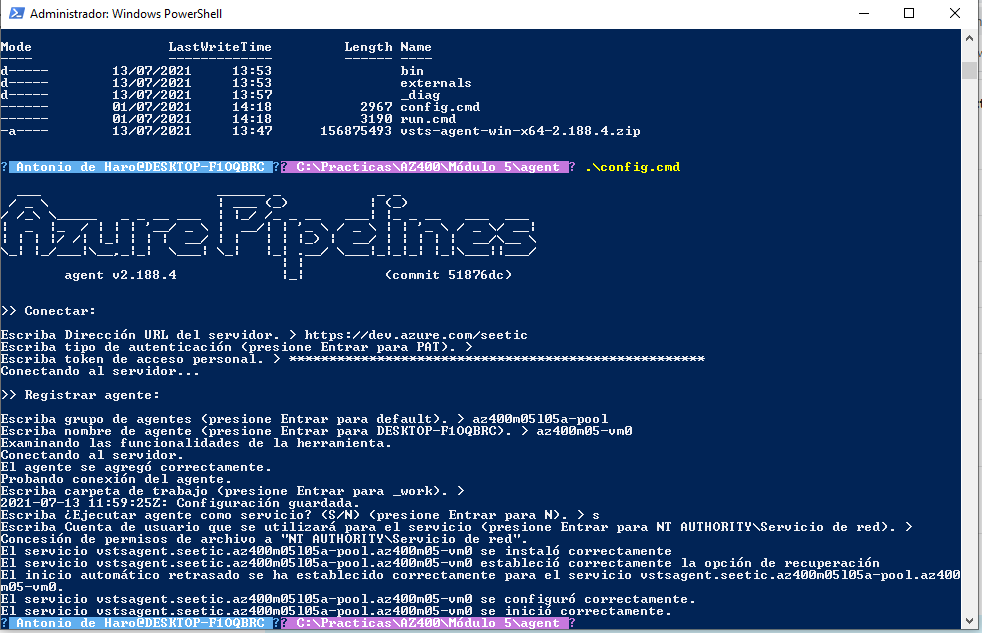 Administrador: Windows PowerShell
Mode                 LastWriteTime         Length Name
----                 -------------         ------ ----
d-----        13/07/2021     13:53                bin
d-----        13/07/2021     13:53                externals
d-----        13/07/2021     13:57                _diag
------        01/07/2021     14:18           2967 config.cmd
------        01/07/2021     14:18           3190 run.cmd
-a----        13/07/2021     13:47      156875493 vsts-agent-win-x64-2.188.4.zip
? Antonio de Haro@DESKTOP-F1OQBRC ?? C:\Practicas\AZ400\Módulo 5\agent ? .\config.cmd
Azure Pipelines
agent v2.188.4 (commit 51876dc)
>> Conectar:
Escriba Dirección URL del servidor. > https://dev.azure.com/seetic
Escriba tipo de autenticación (presione Entrar para PAT). >
Escriba token de acceso personal. > ****************************************************
Conectando al servidor...
>> Registrar agente:
Escriba grupo de agentes (presione Entrar para default). > az400m05l05a-pool
Escriba nombre de agente (presione Entrar para DESKTOP-F1OQBRC). > az400m05-vm0
Examinando las funcionalidades de la herramienta.
Conectando al servidor.
El agente se agregó correctamente.
Probando conexión del agente.
Escriba carpeta de trabajo (presione Entrar para _work). >
2021-07-13 11:59:25Z: Configuración guardada.
Escriba ¿Ejecutar agente como servicio? (S/N) (presione Entrar para N). > s
Escriba Cuenta de usuario que se utilizará para el servicio (presione Entrar para NT AUTHORITY\Servicio de red). >
Concesión de permisos de archivo a "NT AUTHORITY\Servicio de red".
El servicio vstsagent.seetic.az400m05l05a-pool.az400m05-vm0 se instaló correctamente
El servicio vstsagent.seetic.az400m05l05a-pool.az400m05-vm0 estableció correctamente la opción de recuperación
El inicio automático retrasado se ha establecido correctamente para el servicio vstsagent.seetic.az400m05l05a-pool.az400
m05-vm0.
El servicio vstsagent.seetic.az400m05l05a-pool.az400m05-vm0 se configuró correctamente.
El servicio vstsagent.seetic.az400m05l05a-pool.az400m05-vm0 se inició correctamente.
? Antonio de Haro@DESKTOP-F1OQBRC ?? C:\Practicas\AZ400\Módulo 5\agent ?